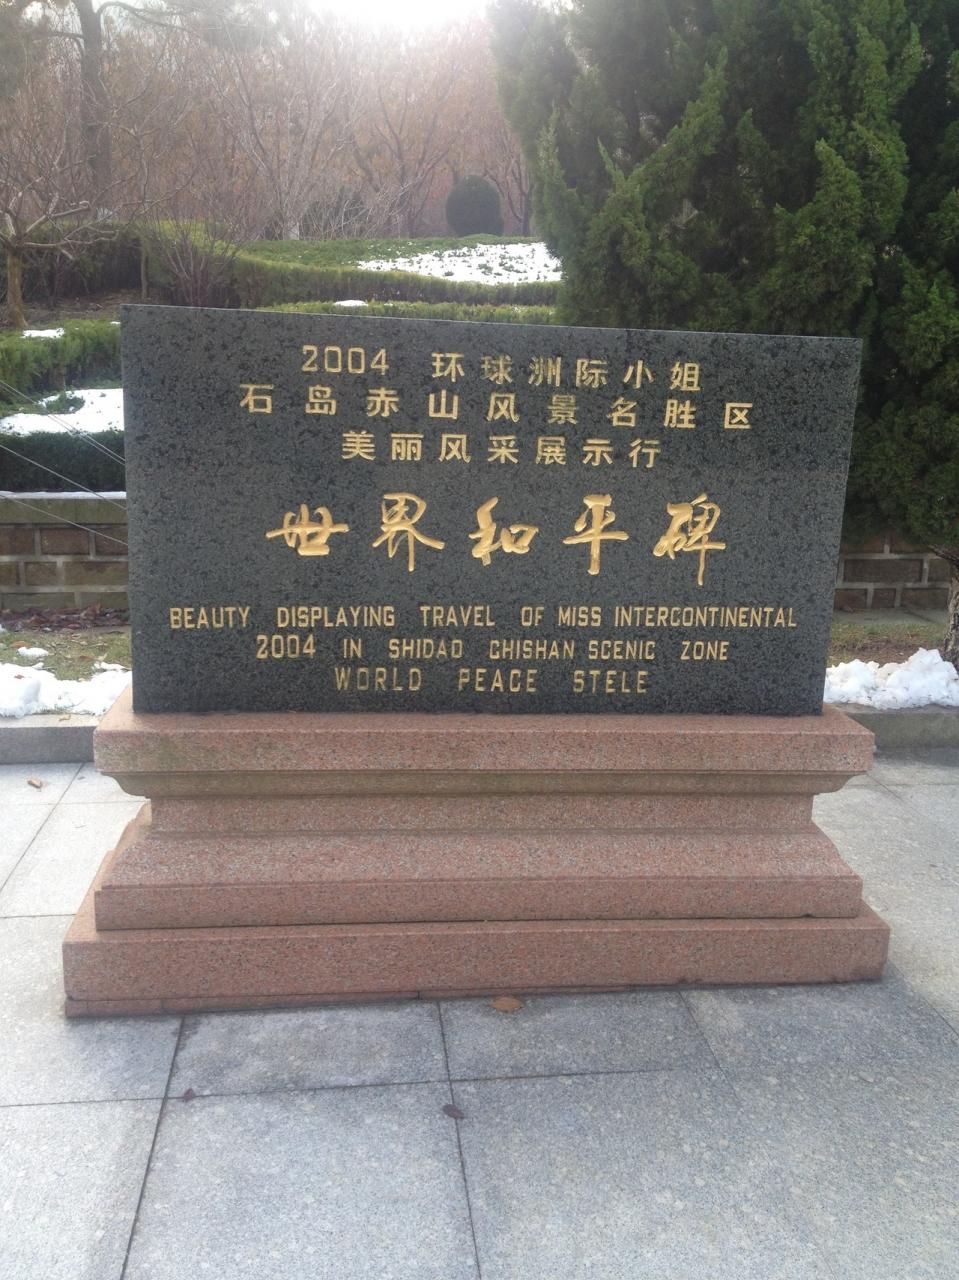 2004 环球洲际小姐
石岛赤山风景名胜区
美丽风采展示行
世界和平碑
BEAUTY DISPLAYING TRAVEL OF MISS INTERCONTINENTAL
2004 IN SHIDAO CHISHAN SCENIC ZONE
WORLD PEACE STELE